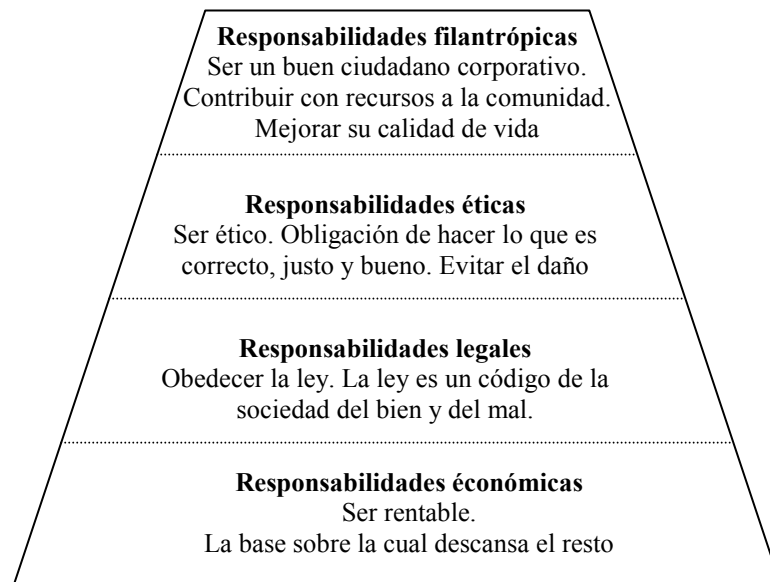 Responsabilidades filantrópicas
Ser un buen ciudadano corporativo.
Contribuir con recursos a la comunidad.
Mejorar su calidad de vida
Responsabilidades éticas
Ser ético. Obligación de hacer lo que es
correcto, justo y bueno. Evitar el daño
Responsabilidades legales
Obedecer la ley. La ley es un código de la
sociedad del bien y del mal.
Responsabilidades éconómicas
Ser rentable.
La base sobre la cual descansa el resto